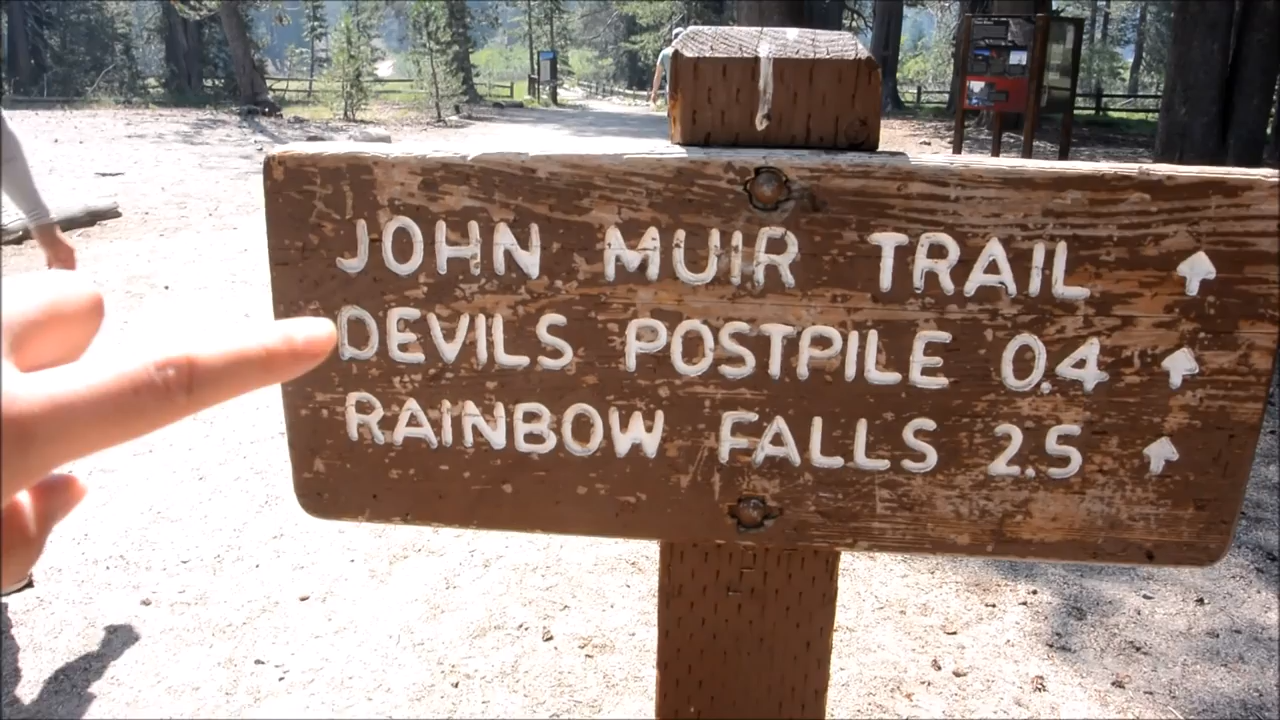 JOHN MUIR TRAIL ↑
DEVILS POSTPILE 0.4 ↑
RAINBOW FALLS 2.5 ↑